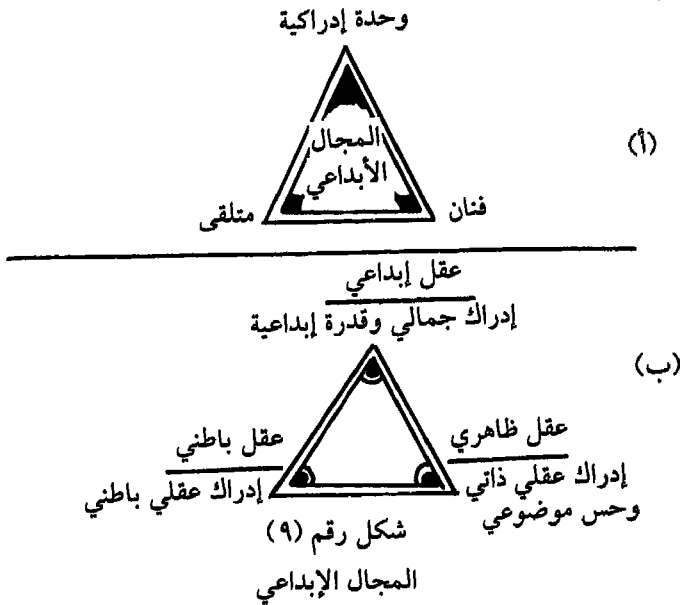 وحدة إدراكية
(أ)
المجال
الأبداعي
فنان
متلقى
عقل إبداعي
إدراك جمالي وقدرة إبداعية
(ب)
عقل ظاهري
إدراك عقلي ذاتي
وحس موضوعي
عقل باطني
إدراك عقلي باطني
شكل رقم (٩)
المجال الإبداعي